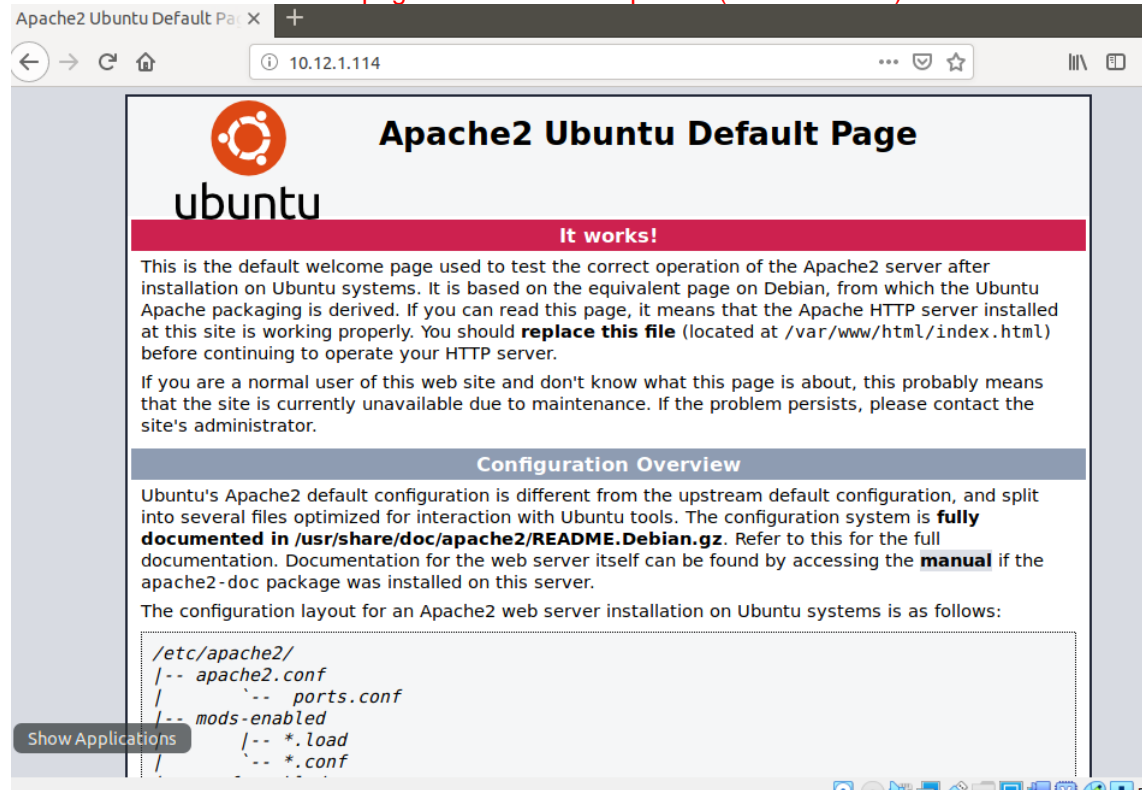 Apache2 Ubuntu Default Pa
10.12.1.114
ubuntu
Apache2 Ubuntu Default Page
It works!
This is the default welcome page used to test the correct operation of the Apache2 server after
installation on Ubuntu systems. It is based on the equivalent page on Debian, from which the Ubuntu
Apache packaging is derived. If you can read this page, it means that the Apache HTTP server installed
at this site is working properly. You should replace this file (located at /var/www/html/index.html)
before continuing to operate your HTTP server.
If you are a normal user of this web site and don't know what this page is about, this probably means
that the site is currently unavailable due to maintenance. If the problem persists, please contact the
site's administrator.
Configuration Overview
Ubuntu's Apache2 default configuration is different from the upstream default configuration, and split
into several files optimized for interaction with Ubuntu tools. The configuration system is fully
documented in /usr/share/doc/apache2/README.Debian.gz. Refer to this for the full
documentation. Documentation for the web server itself can be found by accessing the manual if the
apache2-doc package was installed on this server.
The configuration layout for an Apache2 web server installation on Ubuntu systems is as follows:
/etc/apache2/
|-- apache2.conf
|       `--  ports.conf
|-- mods-enabled
|       |-- *.load
|       `-- *.conf
Show Applications